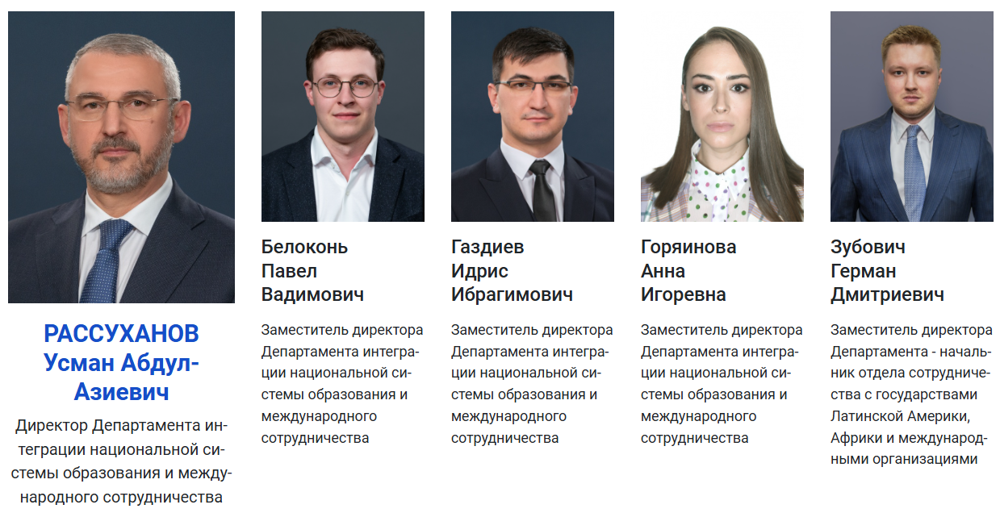 РАССУХАНОВ
Усман Абдул-
Азиевич
Директор Департамента ин-
теграции национальной си-
стемы образования и между-
народного сотрудничества
Белоконь
Павел
Вадимович
Заместитель директора
Департамента интегра-
ции национальной си-
стемы образования и
международного
сотрудничества
Газдиев
Идрис
Ибрагимович
Заместитель директора
Департамента интегра-
ции национальной си-
стемы образования и
международного
сотрудничества
Горяинова
Анна
Игоревна
Заместитель директора
Департамента интегра-
ции национальной си-
стемы образования и
международного
сотрудничества
Зубович
Герман
Дмитриевич
Заместитель директора
Департамента - началь-
ник отдела сотрудниче-
ства с государствами
Латинской Америки,
Африки и международ-
ными организациями